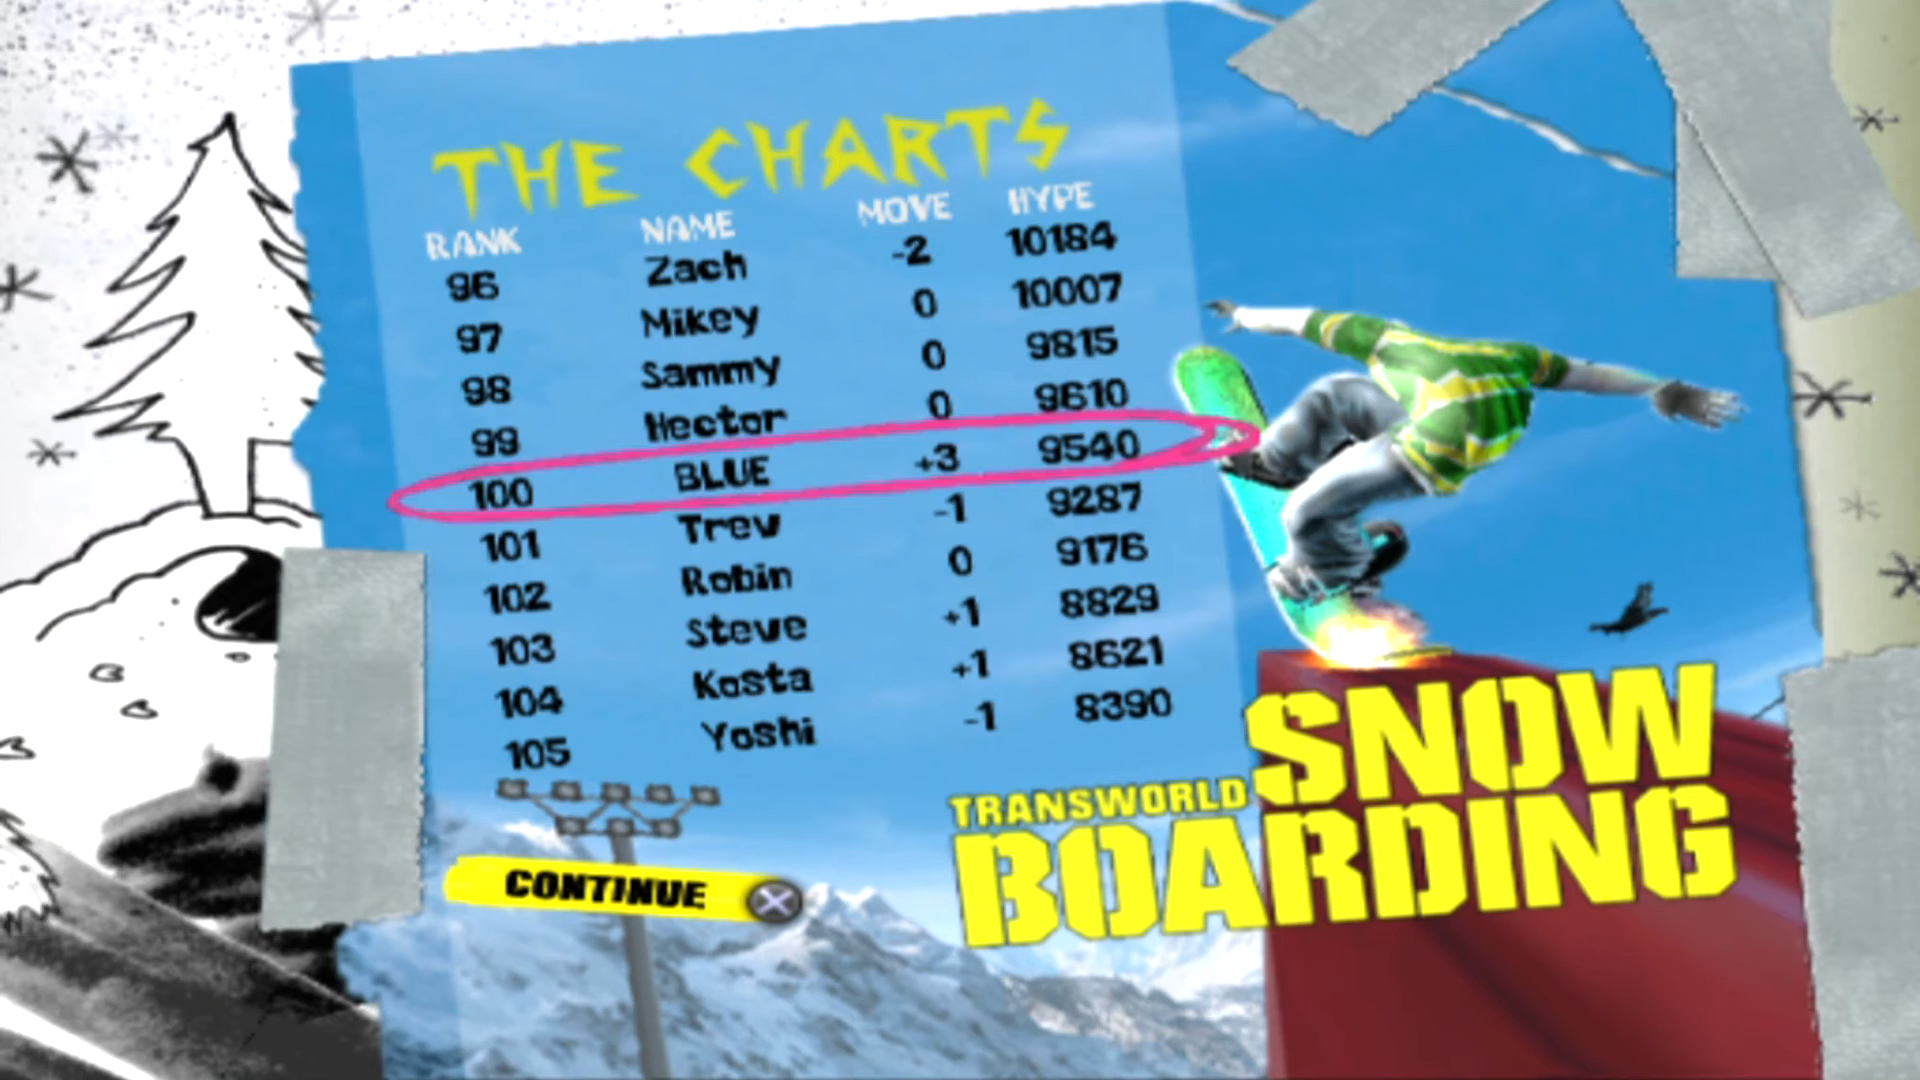 THE CHARTS
RANK NAME MOVE HYPE
96 Zach -2 10184
97 Mikey 0 10007
98 Sammy 0 9815
99 Hector 0 9610
100 BLUE +3 9540
101 Trev -1 9287
102 Robin 0 9176
103 Steve +1 8829
104 Kosta +1 8621
105 Yoshi -1 8390
CONTINUE
TRANSWORLD
SNOW
BOARDING